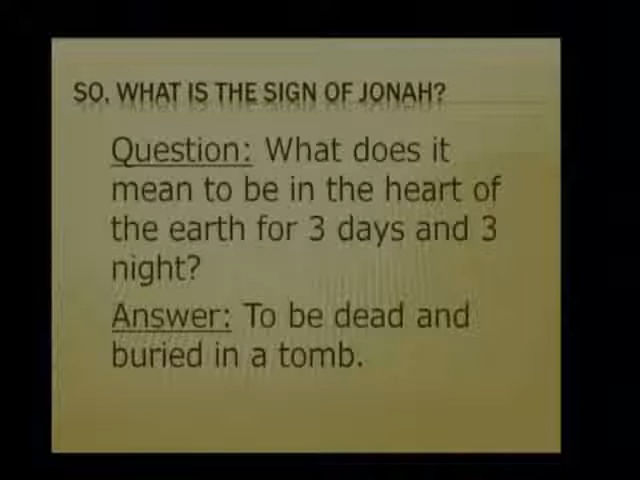 SO, WHAT IS THE SIGN OF JONAH?
Question: What does it
mean to be in the heart of
the earth for 3 days and 3
night?
Answer: To be dead and
buried in a tomb.